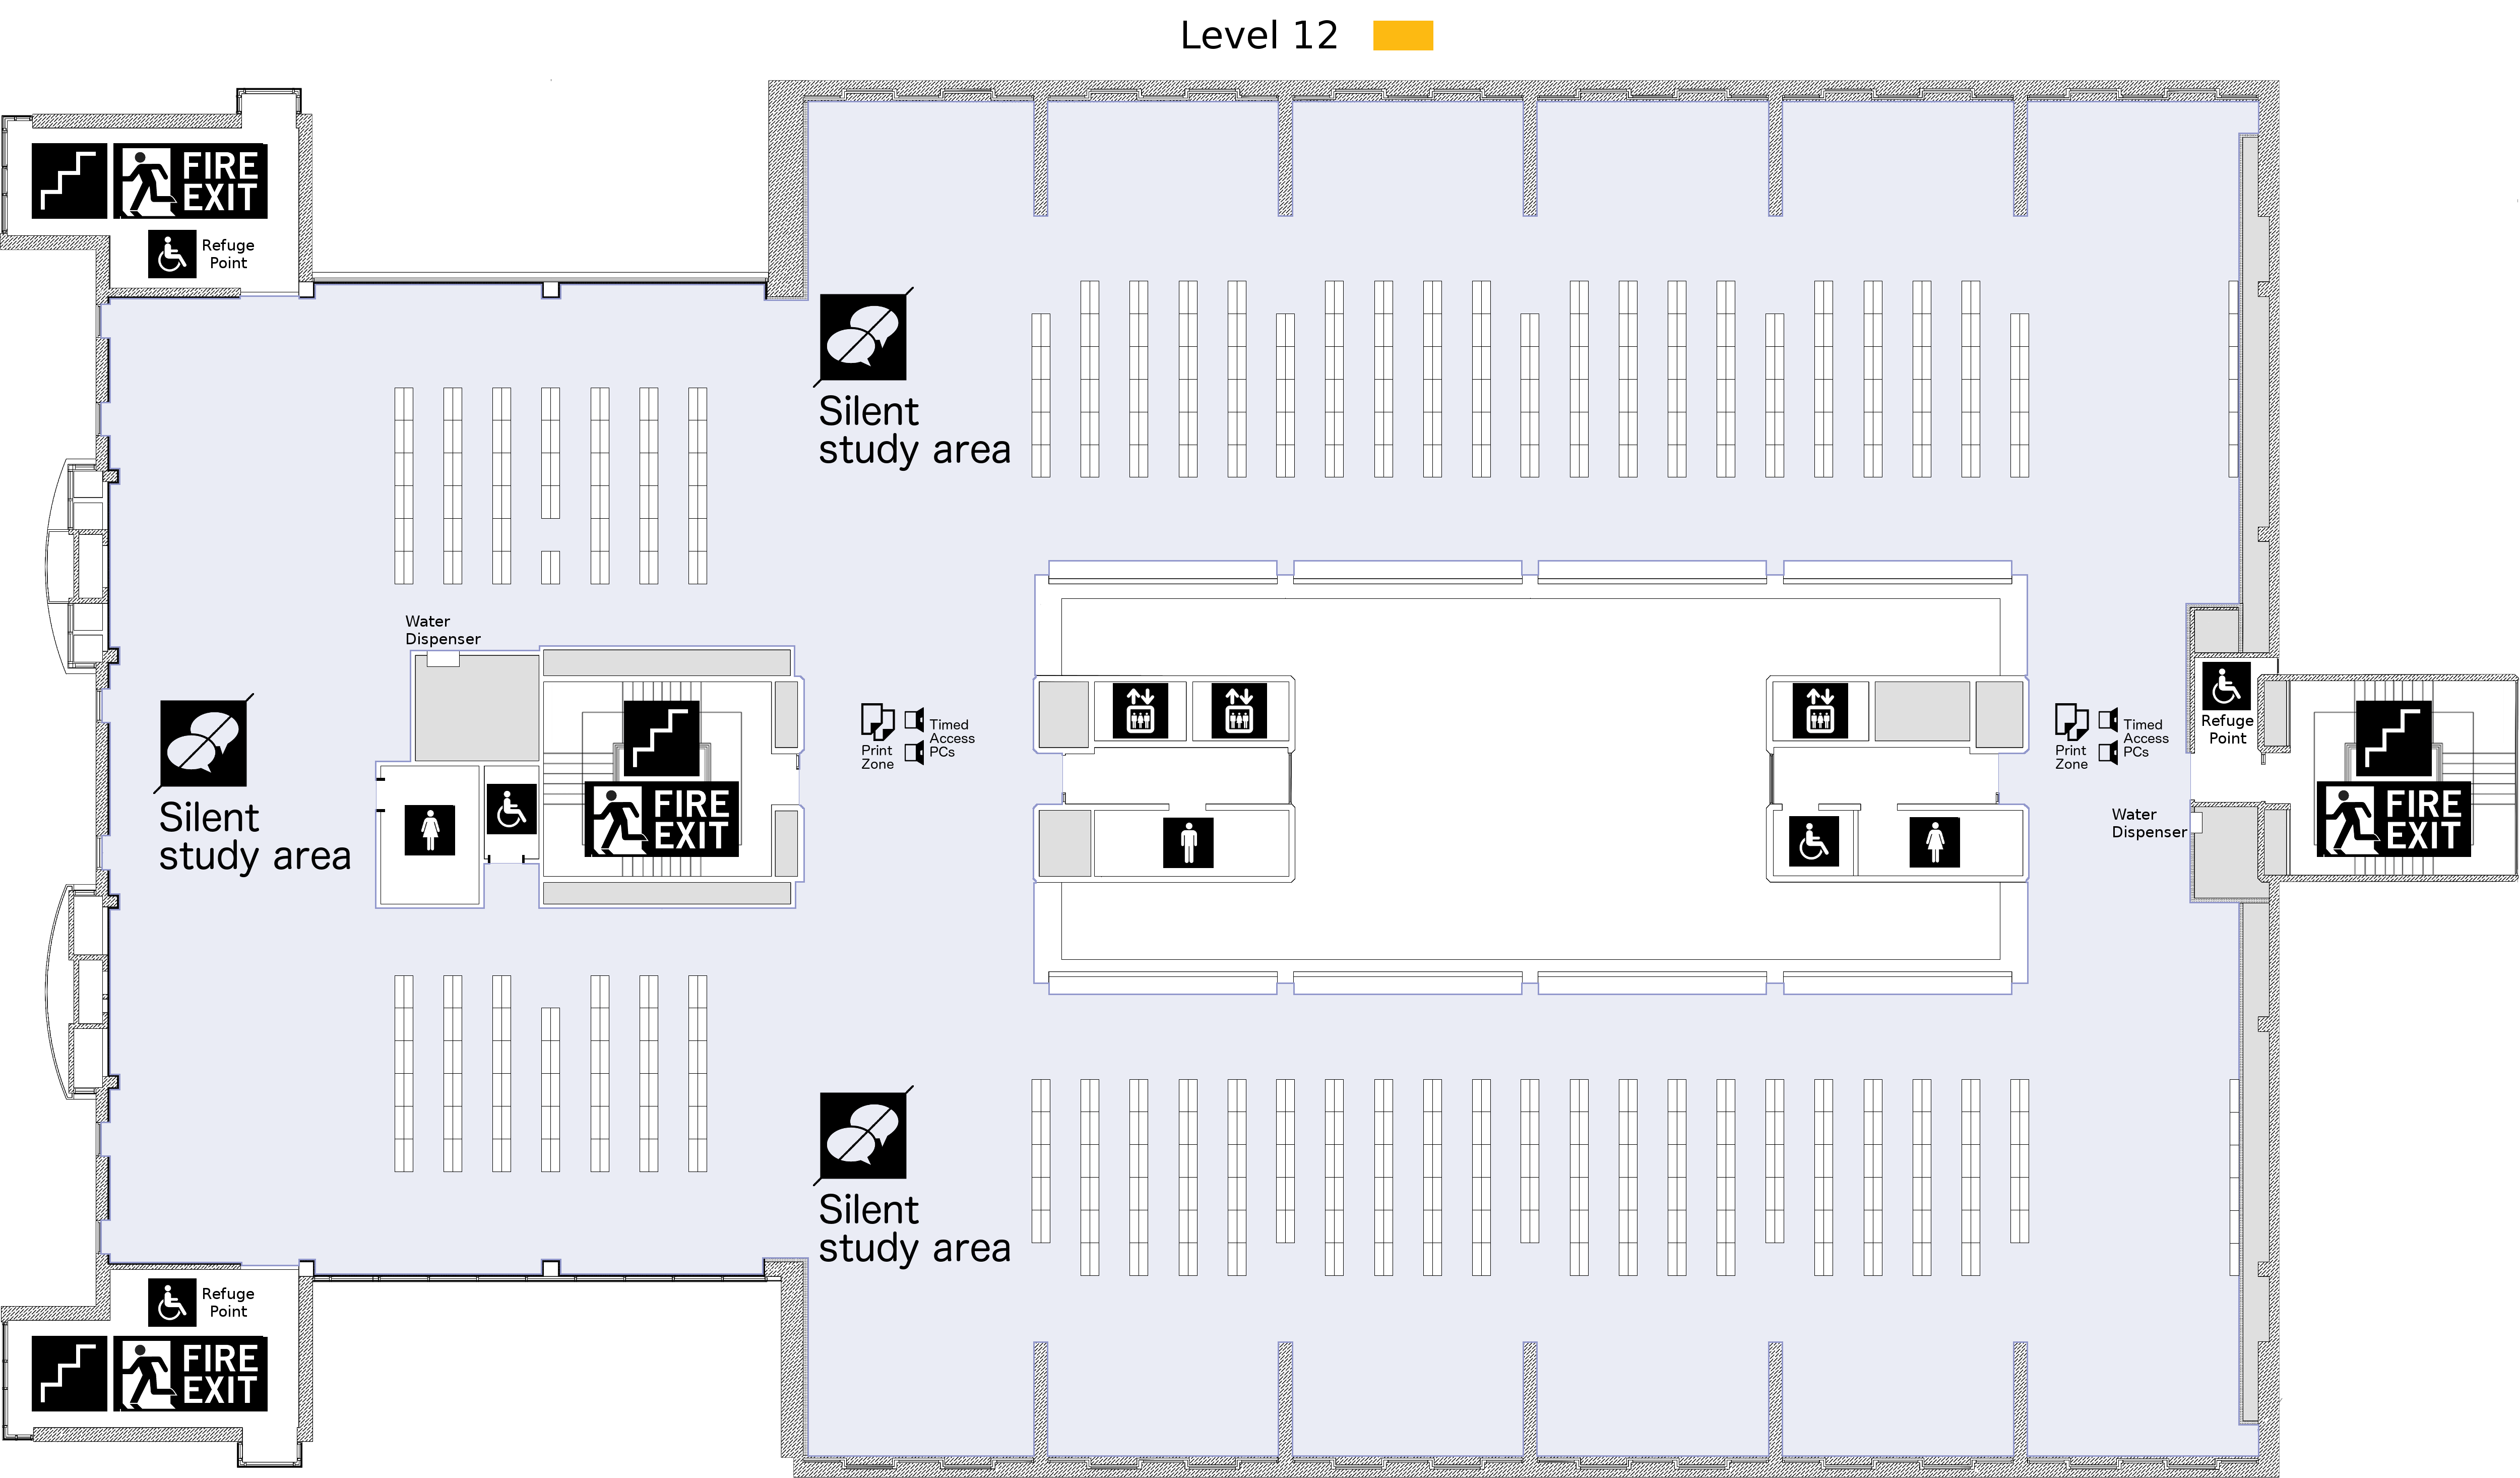 Level 12
FIRE
EXIT
Refuge
Point
Silent
study area
Water
Dispenser
Silent
study area
Print
Zone
Timed
Access
PCs
FIRE
EXIT
Print
Zone
Timed
Access
PCs
Refuge
Point
Water
Dispenser
FIRE
EXIT
Silent
study area
Refuge
Point
FIRE
EXIT